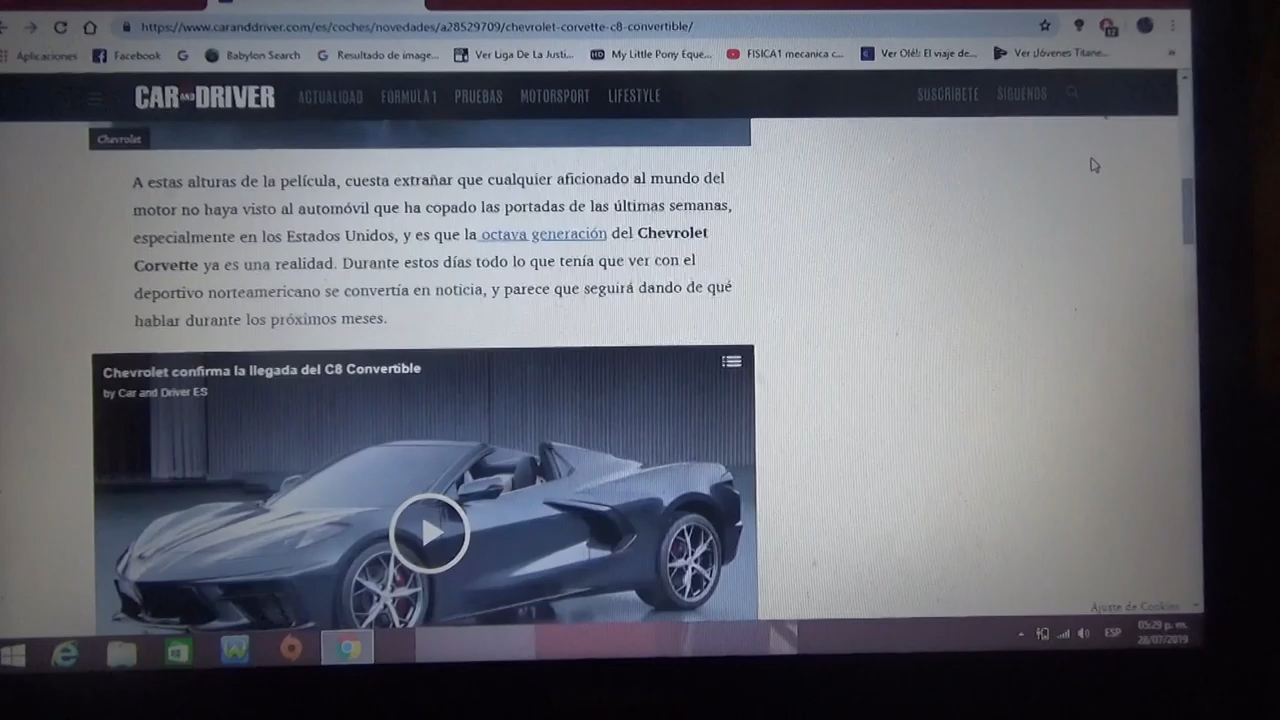 https://www.caranddriver.com/es/coches/novedades/a28529709/chevrolet-corvette-c8-convertible/
Aplicaciones Facebook Babylon Search Resultado de image... Ver Liga De La Justi... My Little Pony Eque... FISICA1 mecanica c... Ver Olé!: El viaje de... Ver Jóvenes Titane...
CAR AND DRIVER ACTUALIDAD FÓRMULA 1 PRUEBAS MOTORSPORT LIFESTYLE SUSCRÍBETE SÍGUENOS
Chevrolet
A estas alturas de la película, cuesta extrañar que cualquier aficionado al mundo del
motor no haya visto al automóvil que ha copado las portadas de las últimas semanas,
especialmente en los Estados Unidos, y es que la octava generación del Chevrolet
Corvette ya es una realidad. Durante estos días todo lo que tenía que ver con el
deportivo norteamericano se convertía en noticia, y parece que seguirá dando de qué
hablar durante los próximos meses.
Chevrolet confirma la llegada del C8 Convertible
by Car and Driver ES
Ajuste de Cookies
ESP 05:29 p. m.
28/07/2019